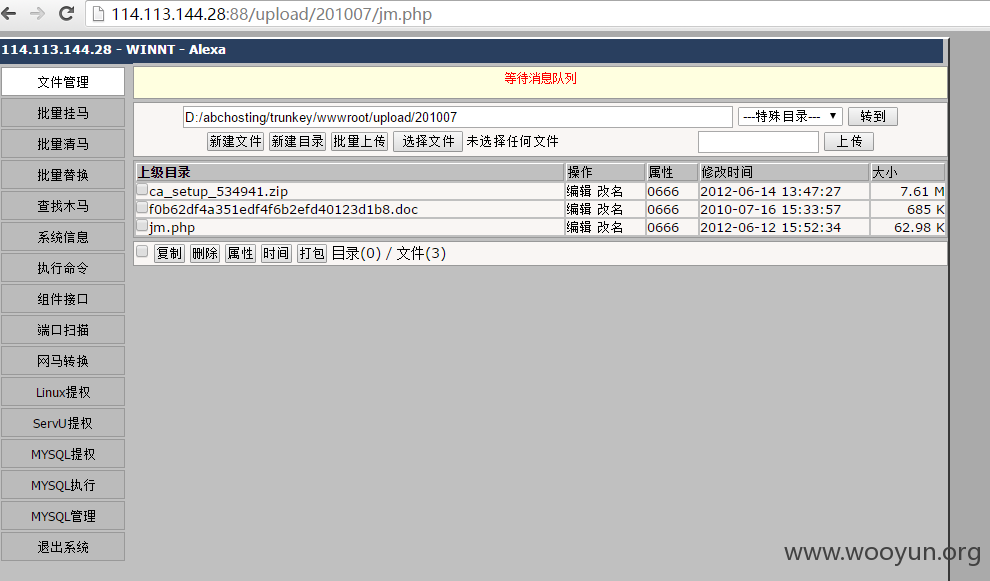 114.113.144.28:88/upload/201007/jm.php
114.113.144.28 - WINNT - Alexa
文件管理
批量挂马
批量清马
批量替换
查找木马
系统信息
执行命令
组件接口
端口扫描
网马转换
Linux提权
ServU提权
MYSQL提权
MYSQL执行
MYSQL管理
退出系统
等待消息队列
D:/abchosting/trunkey/wwwroot/upload/201007 ---特殊目录--- 转到
新建文件 新建目录 批量上传 选择文件 未选择任何文件 上传
上级目录 操作 属性 修改时间 大小
ca_setup_534941.zip 编辑 改名 0666 2012-06-14 13:47:27 7.61 M
f0b62df4a351edf4f6b2efd40123d1b8.doc 编辑 改名 0666 2010-07-16 15:33:57 685 K
jm.php 编辑 改名 0666 2012-06-12 15:52:34 62.98 K
复制 删除 属性 时间 打包 目录(0) / 文件(3)
www.wooyun.org